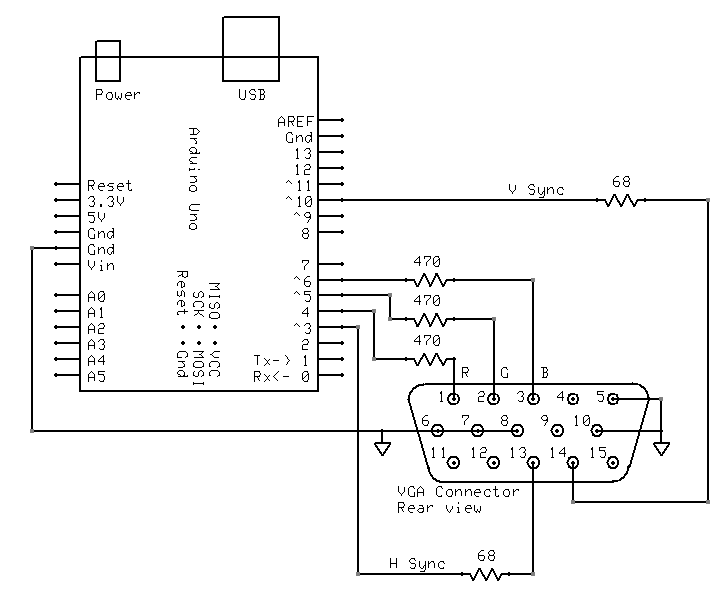 Power
USB
AREF
Gnd
13
12
^11
^10
^9
8
7
^6
^5
4
^3
2
Tx-> 1
Rx<- 0
Arduino Uno
Reset
3.3V
5V
Gnd
Gnd
Vin
A0
A1
A2
A3
A4
A5
MISO VCC
SCK MOSI
Reset Gnd
V Sync
68
470
470
470
R G B
1 2 3 4 5
6 7 8 9 10
11 12 13 14 15
VGA Connector
Rear view
H Sync
68